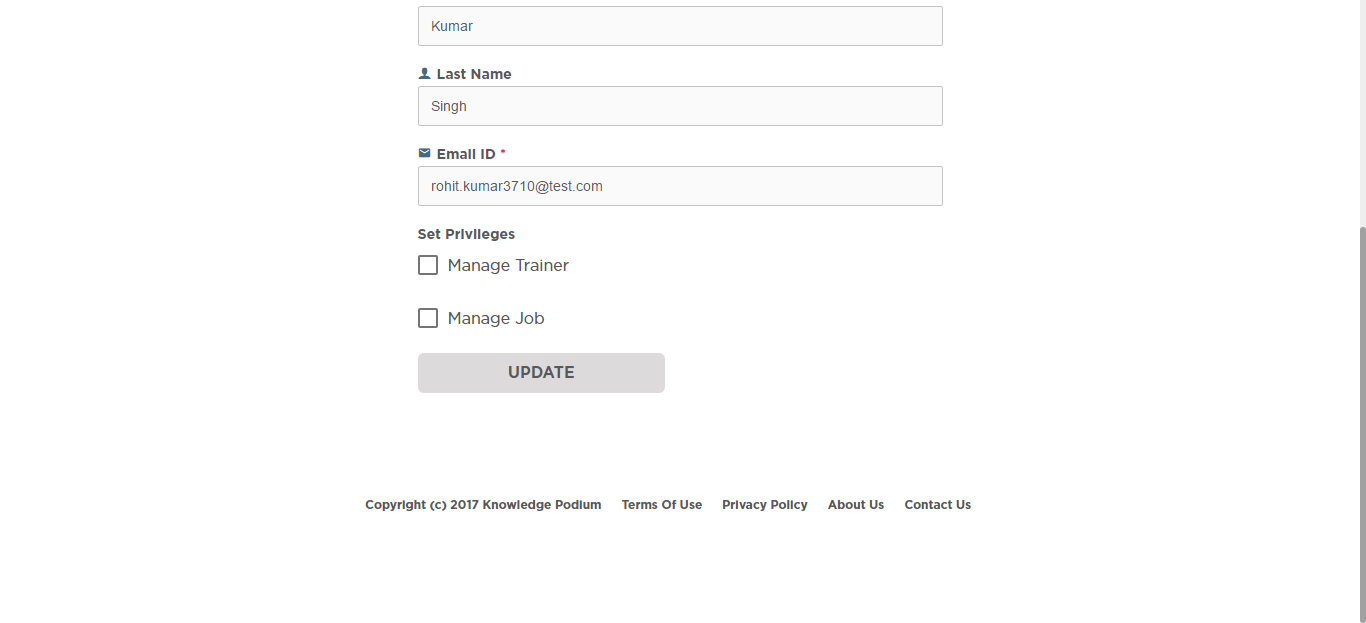 Kumar
Last Name
Singh
Email ID *
rohit.kumar3710@test.com
Set Privileges
Manage Trainer
Manage Job
UPDATE
Copyright (c) 2017 Knowledge Podium Terms Of Use Privacy Policy About Us Contact Us